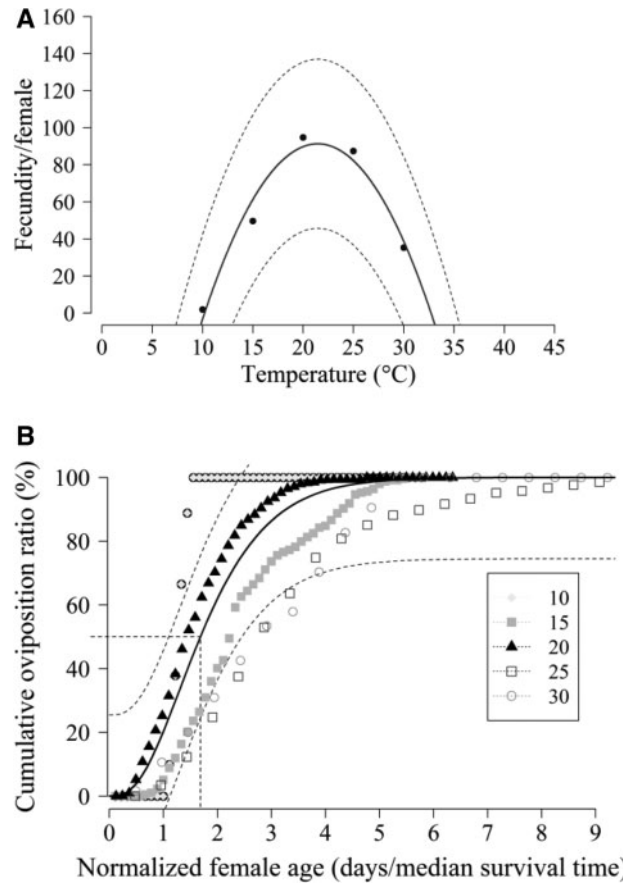 A
160
140
120
100
80
60
40
20
0
Fecundity/female
0 5 10 15 20 25 30 35 40 45
Temperature (°C)
B
100
80
60
40
20
0
Cumulative oviposition ratio (%)
10
15
20
25
30
0 1 2 3 4 5 6 7 8 9
Normalized female age (days/median survival time)